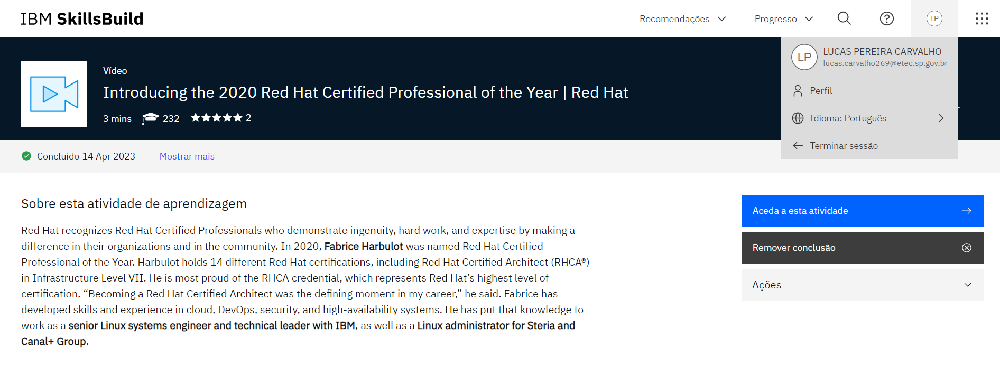 IBM SkillsBuild
Recomendações
Progresso
LP
LP
LUCAS PEREIRA CARVALHO
lucas.carvalho269@etec.sp.gov.br
Perfil
Idioma: Português
Terminar sessão
Vídeo
Introducing the 2020 Red Hat Certified Professional of the Year | Red Hat
3 mins 232 2
Concluído 14 Apr 2023 Mostrar mais
Sobre esta atividade de aprendizagem
Red Hat recognizes Red Hat Certified Professionals who demonstrate ingenuity, hard work, and expertise by making a
difference in their organizations and in the community. In 2020, Fabrice Harbulot was named Red Hat Certified
Professional of the Year. Harbulot holds 14 different Red Hat certifications, including Red Hat Certified Architect (RHCA®)
in Infrastructure Level VII. He is most proud of the RHCA credential, which represents Red Hat’s highest level of
certification. “Becoming a Red Hat Certified Architect was the defining moment in my career,” he said. Fabrice has
developed skills and experience in cloud, DevOps, security, and high-availability systems. He has put that knowledge to
work as a senior Linux systems engineer and technical leader with IBM, as well as a Linux administrator for Steria and
Canal+ Group.
Aceda a esta atividade
Remover conclusão
Ações